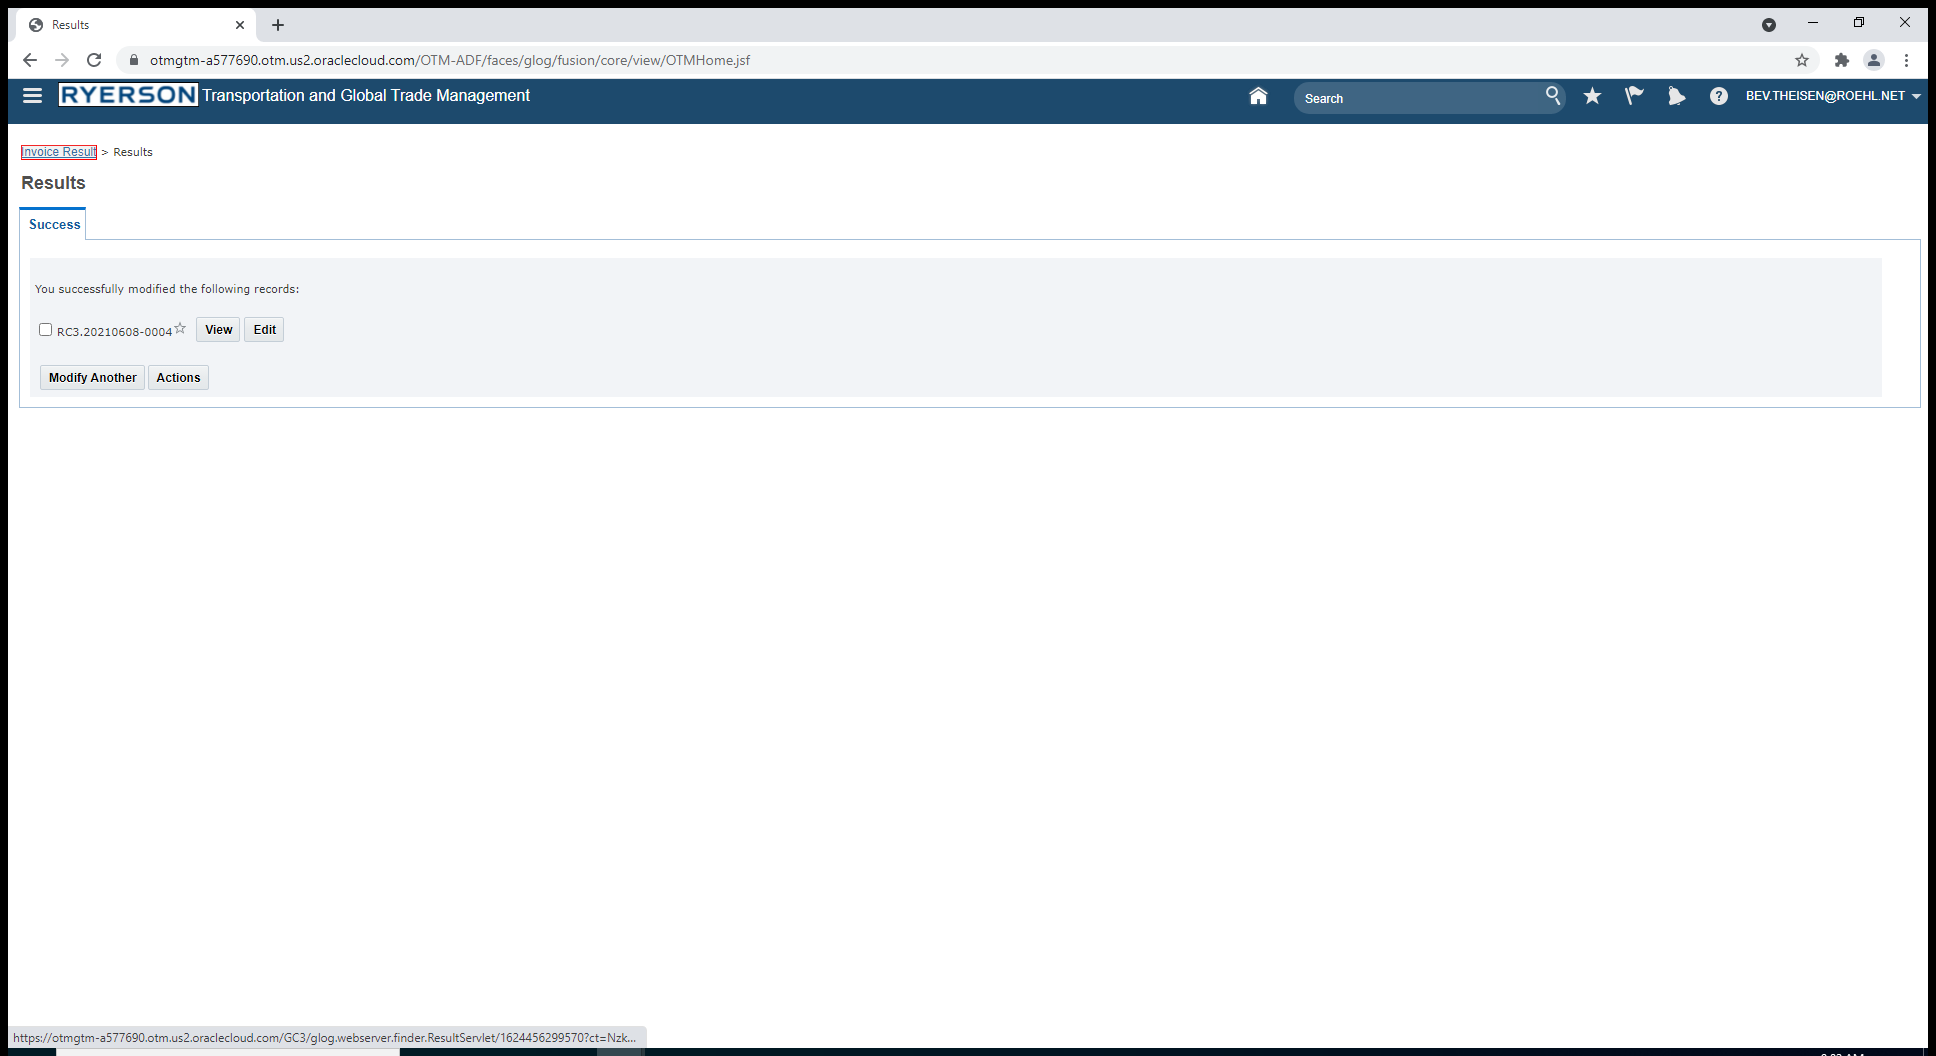 Results
otmgtm-a577690.otm.us2.oraclecloud.com/OTM-ADF/faces/glog/fusion/core/view/OTMHome.jsf
RYERSON Transportation and Global Trade Management Search ? BEV.THEISEN@ROEHL.NET
Invoice Result > Results
Results
Success
You successfully modified the following records:
RC3.20210608-0004 View Edit
Modify Another Actions
https://otmgtm-a577690.otm.us2.oraclecloud.com/GC3/glog.webserver.finder.ResultServlet/1624456299570?ct=Nzk...